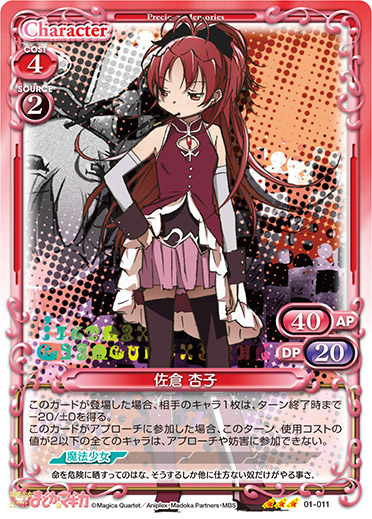 Precious Memories
Character
COST
4
SOURCE
2
40 AP
DP 20
佐倉 杏子
このカードが登場した場合、相手のキャラ1枚は、ターン終了時まで
−20/±0を得る。
このカードがアプローチに参加した場合、このターン、使用コストの
値が2以下の全てのキャラは、アプローチや妨害に参加できない。
魔法少女
命を危険に晒すってのはな、そうするしか他に仕方ない奴だけがやる事さ。
まどか☆マギカ
01-011
©Magica Quartet／Aniplex・Madoka Partners・MBS